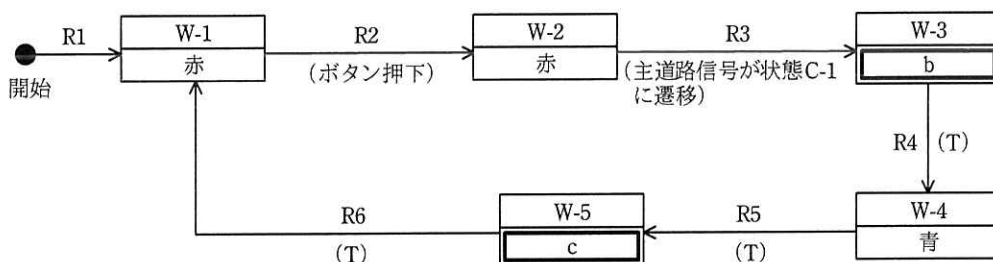 R1
開始
W-1
赤
R2
(ボタン押下)
W-2
赤
R3
(主道路信号が状態C-1
に遷移)
W-3
b
R4 (T)
W-4
青
R5
(T)
W-5
c
R6
(T)